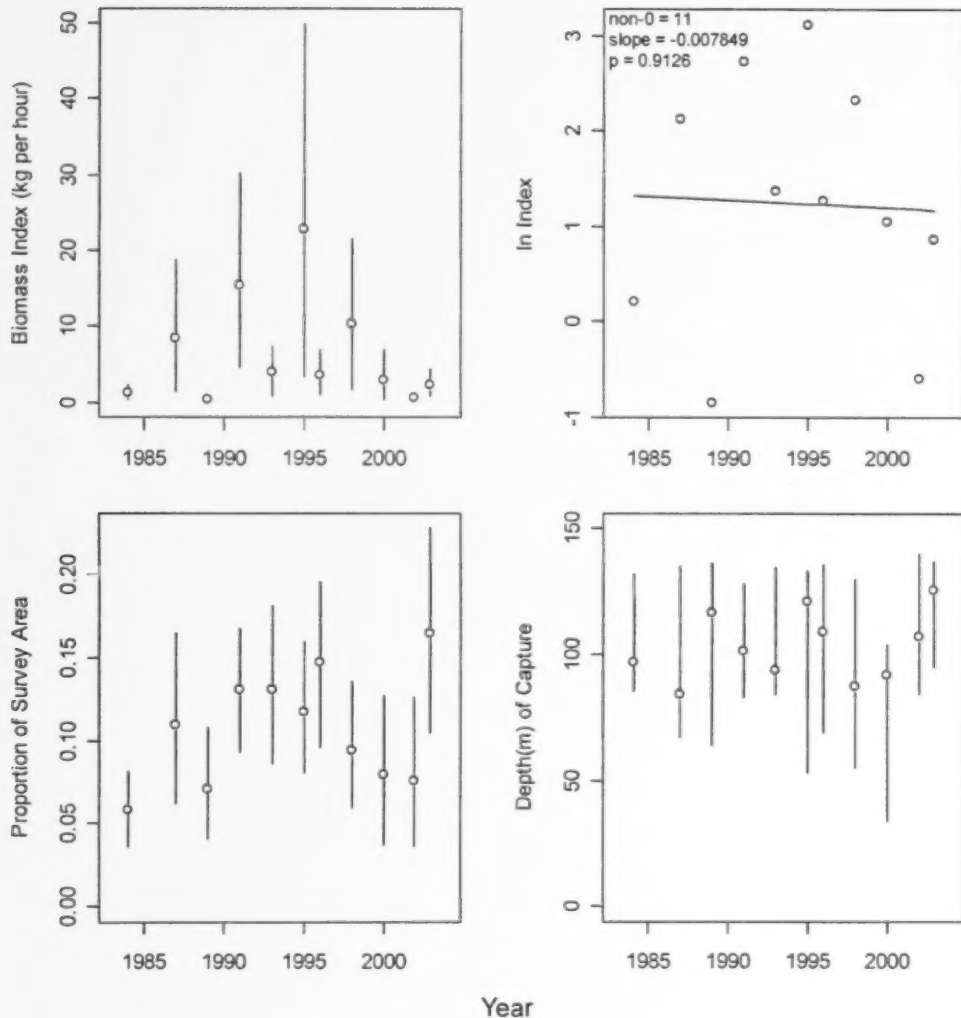 Biomass Index (kg per hour)
50
40
30
20
10
0
1985 1990 1995 2000
ln Index
3
2
1
0
-1
non-0 = 11
slope = -0.007849
p = 0.9126
1985 1990 1995 2000
Proportion of Survey Area
0.20
0.15
0.10
0.05
0.00
1985 1990 1995 2000
Depth(m) of Capture
150
100
50
0
1985 1990 1995 2000
Year